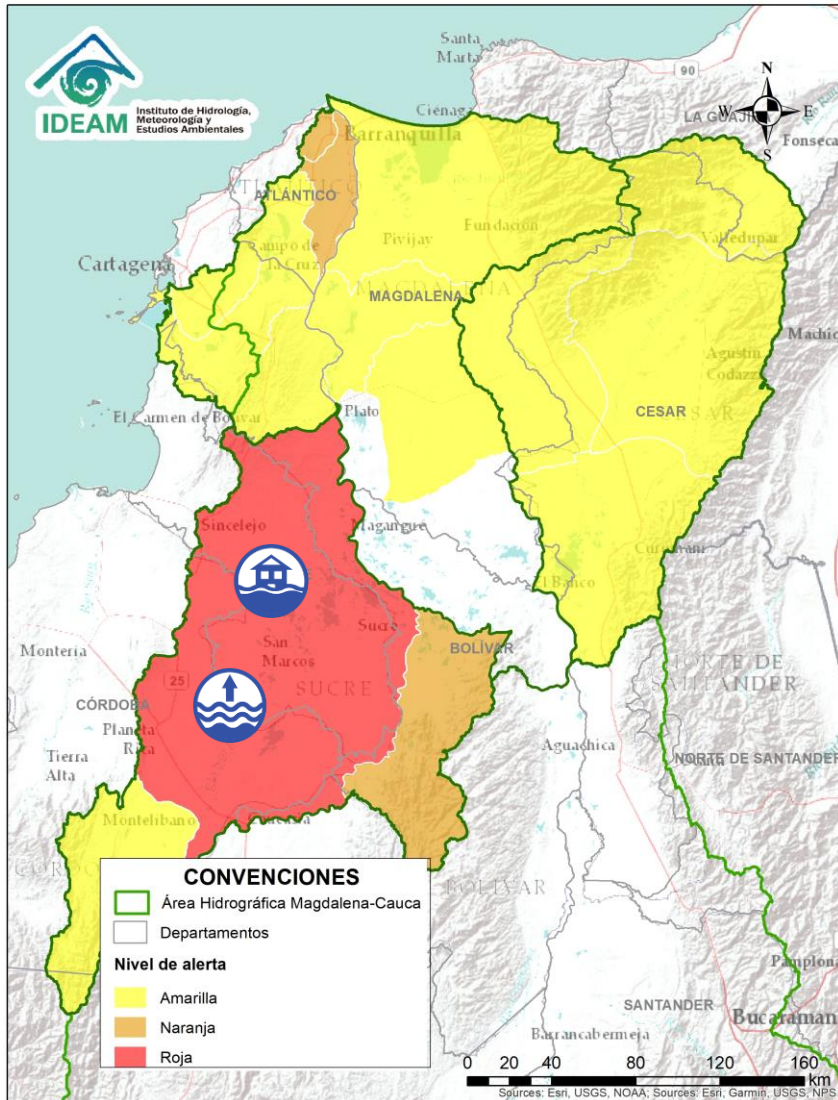 IDEAM
Instituto de Hidrología,
Meteorología y
Estudios Ambientales
Santa
Marta
90
N
W
E
S
Ciénaga
LA GUAJIRA
Fonseca
Barranquilla
ATLÁNTICO
Fundación
Valledupar
Campo de
la Cruz
Pivijay
Cartagena
MAGDALENA
Agustín
Codazzi
El Carmen de Bolívar
Plato
CESAR
Sincelejo
Magangue
El Banco
Montería
San
Marcos
Sucre
BOLÍVAR
25
SUCRE
NORTE DE
SANTANDER
CÓRDOBA
Planeta
Rica
Tierra
Alta
Aguachica
NORTE DE SANTANDER
Montelíbano
BOLÍVAR
CONVENCIONES
Área Hidrográfica Magdalena-Cauca
Departamentos
Nivel de alerta
Amarilla
Naranja
Roja
Pamplona
SANTANDER
Bucaraman
Barrancabermeja
0 20 40 80 120 160
km
Sources: Esri, USGS, NOAA; Sources: Esri, Garmin, USGS, NPS